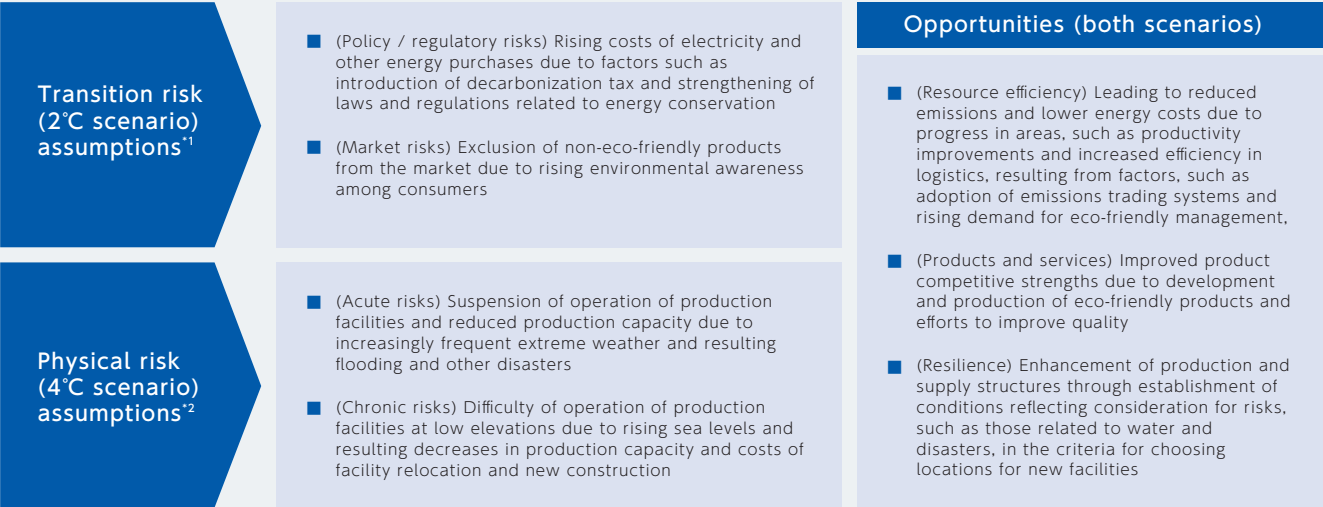 Transition risk
(2℃ scenario)
assumptions*1
■ (Policy / regulatory risks) Rising costs of electricity and
other energy purchases due to factors such as
introduction of decarbonization tax and strengthening of
laws and regulations related to energy conservation
■ (Market risks) Exclusion of non-eco-friendly products
from the market due to rising environmental awareness
among consumers
Physical risk
(4℃ scenario)
assumptions*2
■ (Acute risks) Suspension of operation of production
facilities and reduced production capacity due to
increasingly frequent extreme weather and resulting
flooding and other disasters
■ (Chronic risks) Difficulty of operation of production
facilities at low elevations due to rising sea levels and
resulting decreases in production capacity and costs of
facility relocation and new construction
Opportunities (both scenarios)
■ (Resource efficiency) Leading to reduced
emissions and lower energy costs due to
progress in areas, such as productivity
improvements and increased efficiency in
logistics, resulting from factors, such as
adoption of emissions trading systems and
rising demand for eco-friendly management,
■ (Products and services) Improved product
competitive strengths due to development
and production of eco-friendly products and
efforts to improve quality
■ (Resilience) Enhancement of production and
supply structures through establishment of
conditions reflecting consideration for risks,
such as those related to water and
disasters, in the criteria for choosing
locations for new facilities